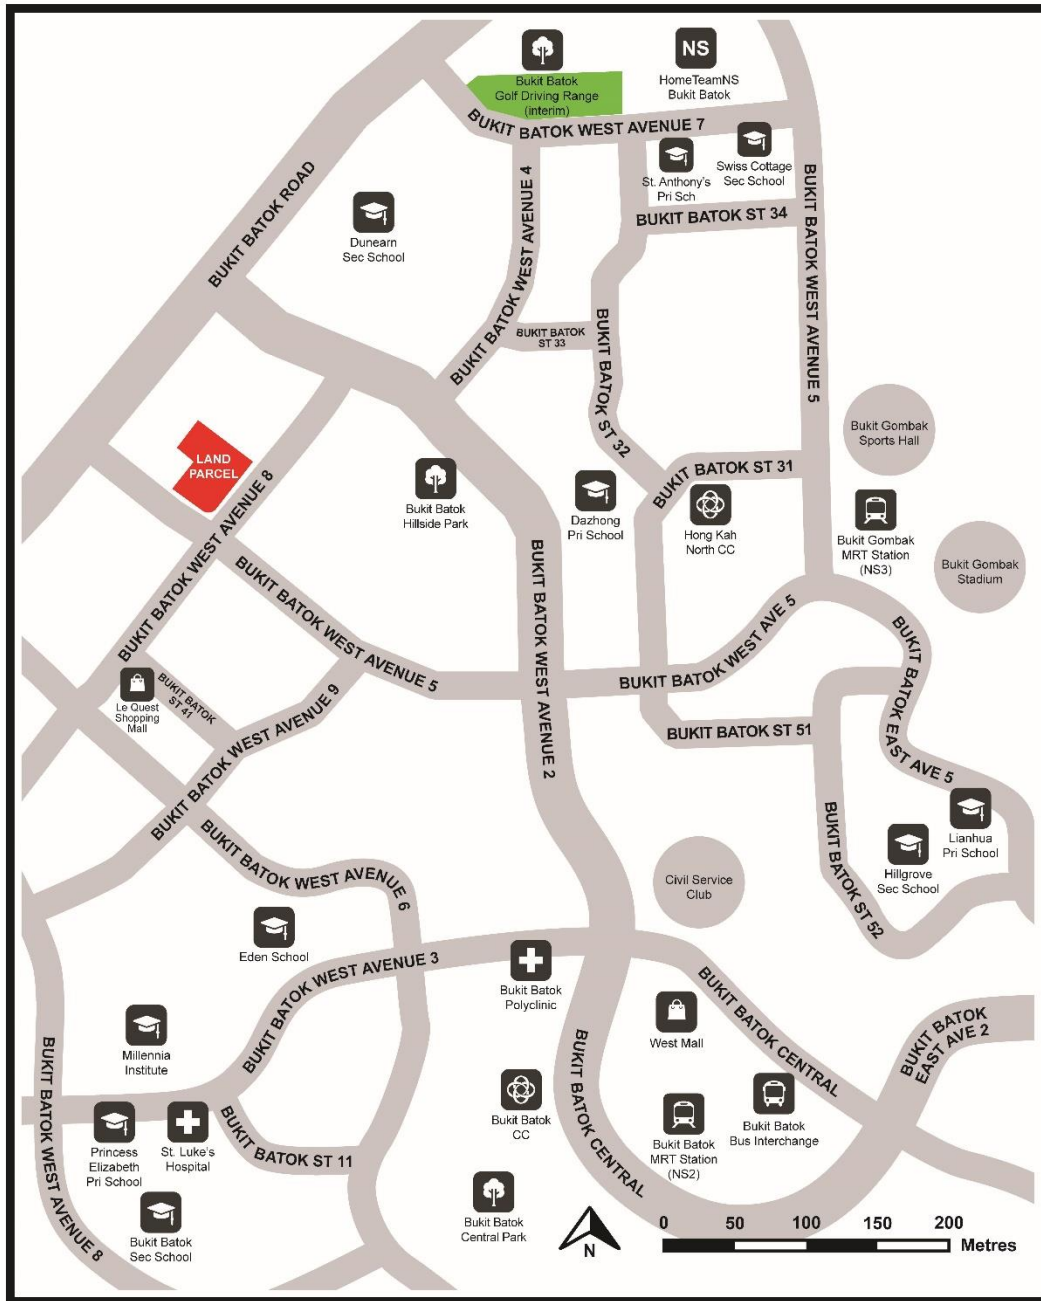 Bukit Batok
Golf Driving Range
(interim)
NS
HomeTeamNS
Bukit Batok
BUKIT BATOK WEST AVENUE 7
St. Anthony's
Pri Sch
Swiss Cottage
Sec School
BUKIT BATOK ST 34
BUKIT BATOK ROAD
Dunearn
Sec School
BUKIT BATOK WEST AVENUE 4
BUKIT BATOK
ST 33
BUKIT BATOK ST 32
BUKIT BATOK WEST AVENUE 5
Bukit Gombak
Sports Hall
LAND
PARCEL
BUKIT BATOK WEST AVENUE 8
Bukit Batok
Hillside Park
Dazhong
Pri School
BUKIT BATOK ST 31
Hong Kah
North CC
Bukit Gombak
MRT Station
(NS3)
Bukit Gombak
Stadium
BUKIT BATOK WEST AVENUE 5
BUKIT BATOK WEST AVENUE 2
BUKIT BATOK WEST AVE 5
BUKIT BATOK EAST AVE 5
Le Quest
Shopping
Mall
BUKIT BATOK
ST 41
BUKIT BATOK WEST AVENUE 9
BUKIT BATOK ST 51
BUKIT BATOK ST 52
Lianhua
Pri School
Hillgrove
Sec School
BUKIT BATOK WEST AVENUE 6
Civil Service
Club
Eden School
BUKIT BATOK WEST AVENUE 3
Bukit Batok
Polyclinic
West Mall
BUKIT BATOK CENTRAL
BUKIT BATOK
EAST AVE 2
Millennia
Institute
BUKIT BATOK WEST AVENUE 8
Princess
Elizabeth
Pri School
St. Luke's
Hospital
BUKIT BATOK ST 11
Bukit Batok
CC
BUKIT BATOK CENTRAL
Bukit Batok
MRT Station
(NS2)
Bukit Batok
Bus Interchange
Bukit Batok
Sec School
Bukit Batok
Central Park
N
0 50 100 150 200
Metres